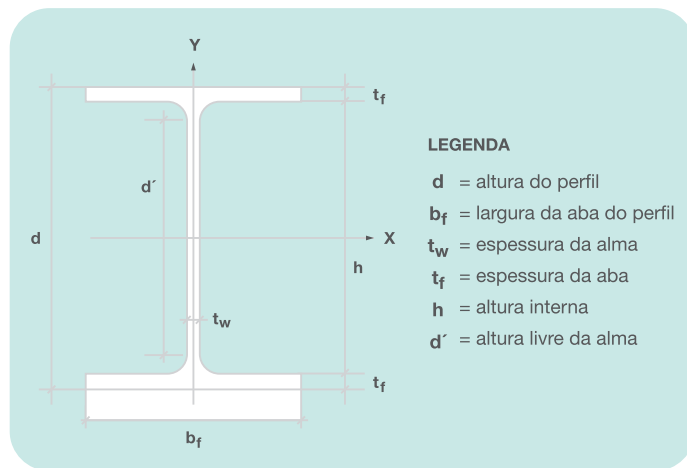 Y
t_f
LEGENDA
d = altura do perfil
d´
b_f = largura da aba do perfil
d
X
t_w = espessura da alma
h
t_f = espessura da aba
h = altura interna
t_w
d´ = altura livre da alma
t_f
b_f